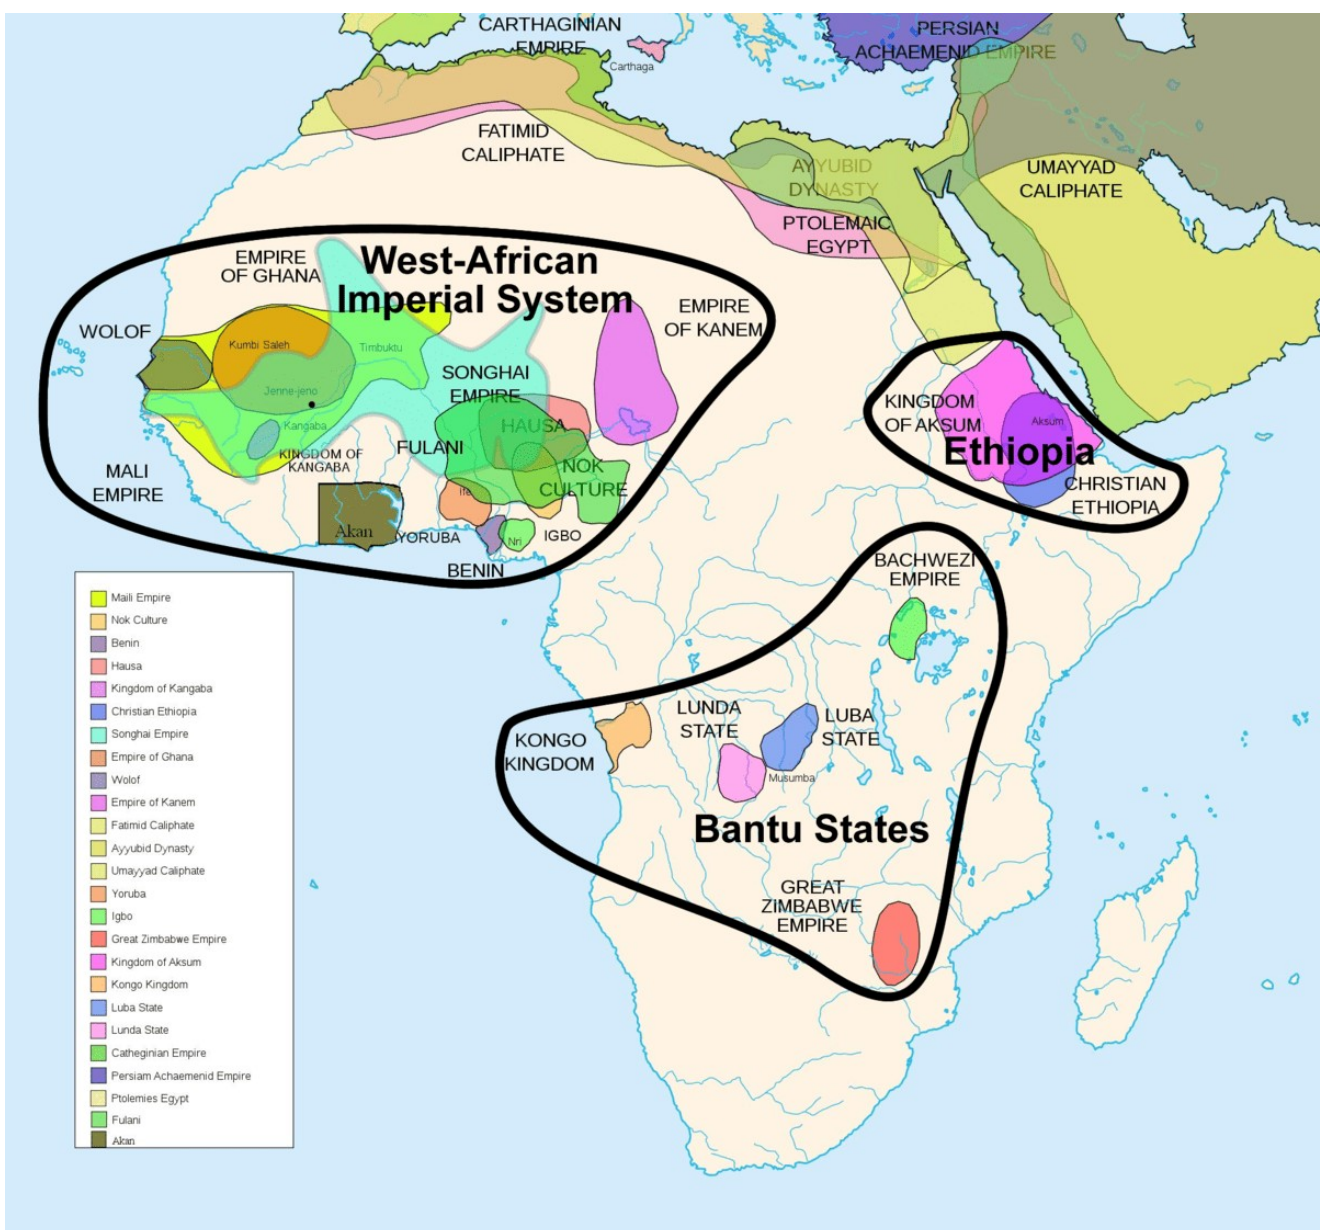 CARTHAGINIAN
EMPIRE
Carthaga
PERSIAN
ACHAEMENID EMPIRE
FATIMID
CALIPHATE
AYYUBID
DYNASTY
UMAYYAD
CALIPHATE
PTOLEMAIC
EGYPT
EMPIRE
OF GHANA
West-African
Imperial System
EMPIRE
OF KANEM
WOLOF
Kumbi Saleh
Timbuktu
SONGHAI
EMPIRE
Jenne-jeno
Kangaba
HAUSA
FULANI
KINGDOM OF
KANGABA
NOK
CULTURE
MALI
EMPIRE
Ife
Akan
YORUBA
Nri
IGBO
BENIN
KINGDOM
OF AKSUM
Aksum
Ethiopia
CHRISTIAN
ETHIOPIA
BACHWEZI
EMPIRE
LUNDA
STATE
LUBA
STATE
KONGO
KINGDOM
Musumba
Bantu States
GREAT
ZIMBABWE
EMPIRE
Maili Empire
Nok Culture
Benin
Hausa
Kingdom of Kangaba
Christian Ethiopia
Songhai Empire
Empire of Ghana
Wolof
Empire of Kanem
Fatimid Caliphate
Ayyubid Dynasty
Umayyad Caliphate
Yoruba
Igbo
Great Zimbabwe Empire
Kingdom of Aksum
Kongo Kingdom
Luba State
Lunda State
Catheginian Empire
Persiam Achaemenid Empire
Ptolemies Egypt
Fulani
Akan